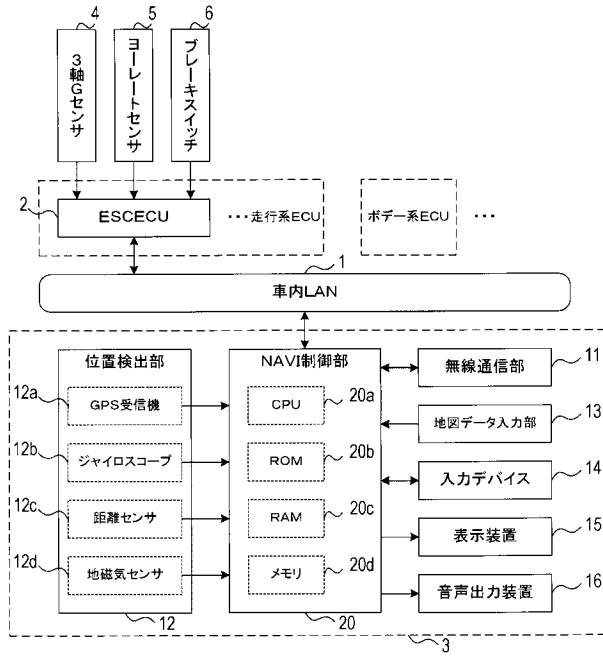 4
5
6
3軸Gセンサ
ヨーレートセンサ
ブレーキスイッチ
2
ESCECU
･･･走行系ECU
ボデー系ECU
･･･
1
車内LAN
位置検出部
NAVI制御部
無線通信部
11
12a
GPS受信機
CPU
20a
地図データ入力部
13
12b
ジャイロスコープ
ROM
20b
入力デバイス
14
12c
距離センサ
RAM
20c
表示装置
15
12d
地磁気センサ
メモリ
20d
音声出力装置
16
12
20
3